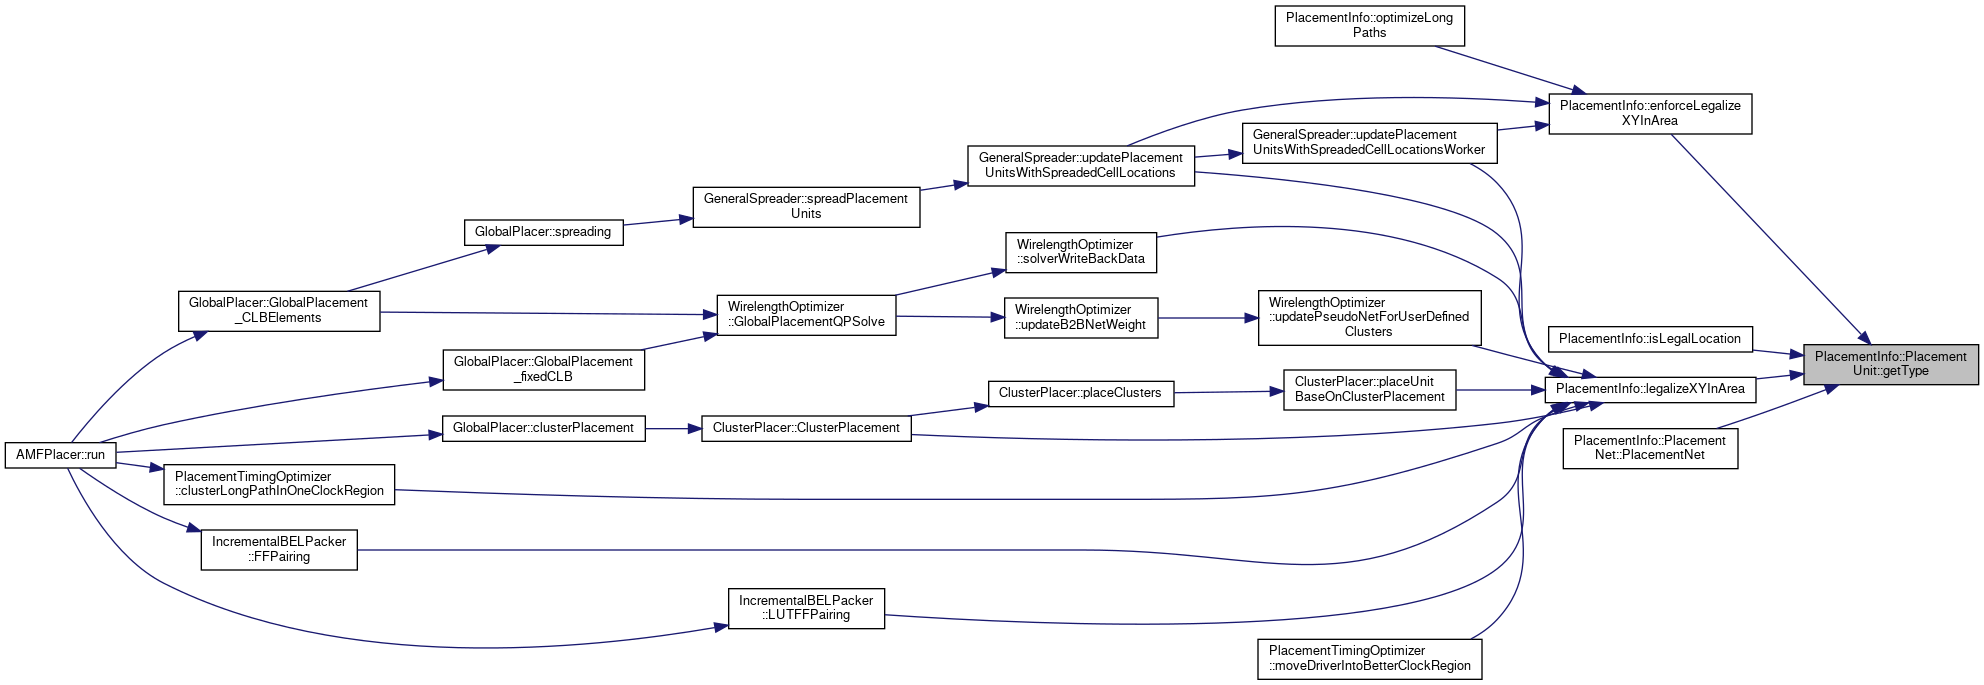 PlacementInfo::optimizeLong
Paths
PlacementInfo::enforceLegalize
XYInArea
GeneralSpreader::updatePlacement
UnitsWithSpreadedCellLocationsWorker
GeneralSpreader::updatePlacement
UnitsWithSpreadedCellLocations
GeneralSpreader::spreadPlacement
Units
GlobalPlacer::spreading
WirelengthOptimizer
::solverWriteBackData
GlobalPlacer::GlobalPlacement
_CLBElements
WirelengthOptimizer
::GlobalPlacementQPSolve
WirelengthOptimizer
::updateB2BNetWeight
WirelengthOptimizer
::updatePseudoNetForUserDefined
Clusters
PlacementInfo::isLegalLocation
PlacementInfo::Placement
Unit::getType
GlobalPlacer::GlobalPlacement
_fixedCLB
ClusterPlacer::placeClusters
ClusterPlacer::placeUnit
BaseOnClusterPlacement
PlacementInfo::legalizeXYInArea
GlobalPlacer::clusterPlacement
ClusterPlacer::ClusterPlacement
PlacementInfo::Placement
Net::PlacementNet
AMFPlacer::run
PlacementTimingOptimizer
::clusterLongPathInOneClockRegion
IncrementalBELPacker
::FFPairing
IncrementalBELPacker
::LUTFFPairing
PlacementTimingOptimizer
::moveDriverIntoBetterClockRegion